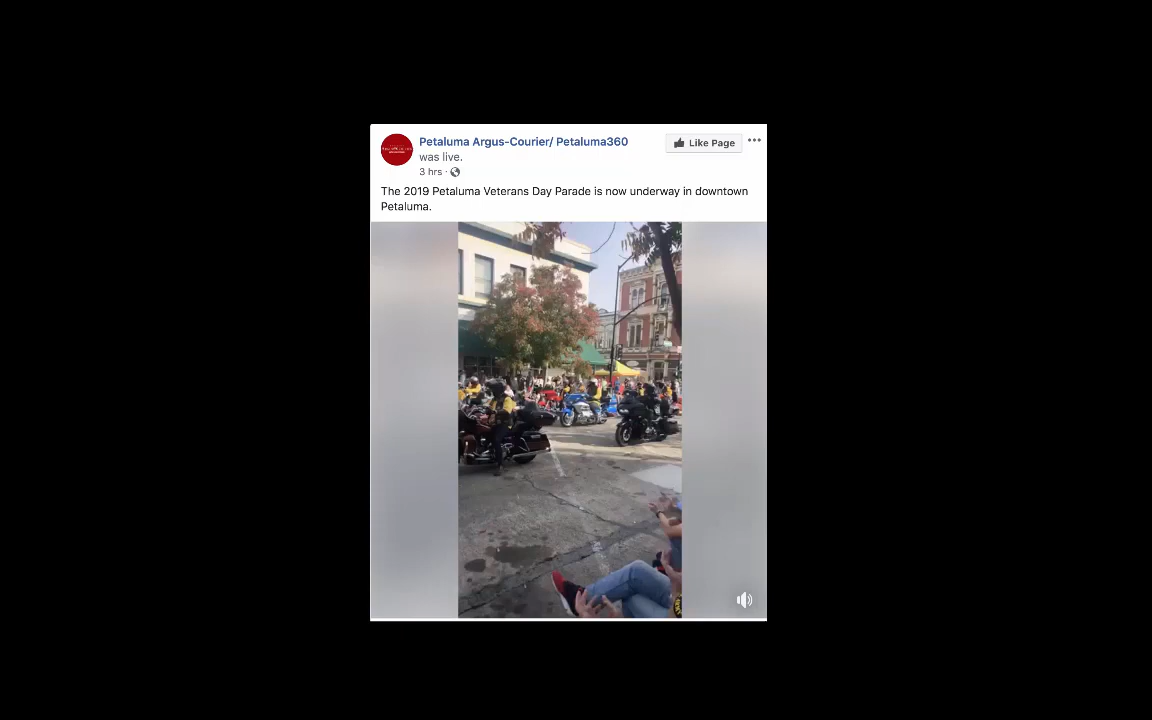 Petaluma Argus-Courier/ Petaluma360
Like Page
was live.
3 hrs ·
The 2019 Petaluma Veterans Day Parade is now underway in downtown
Petaluma.